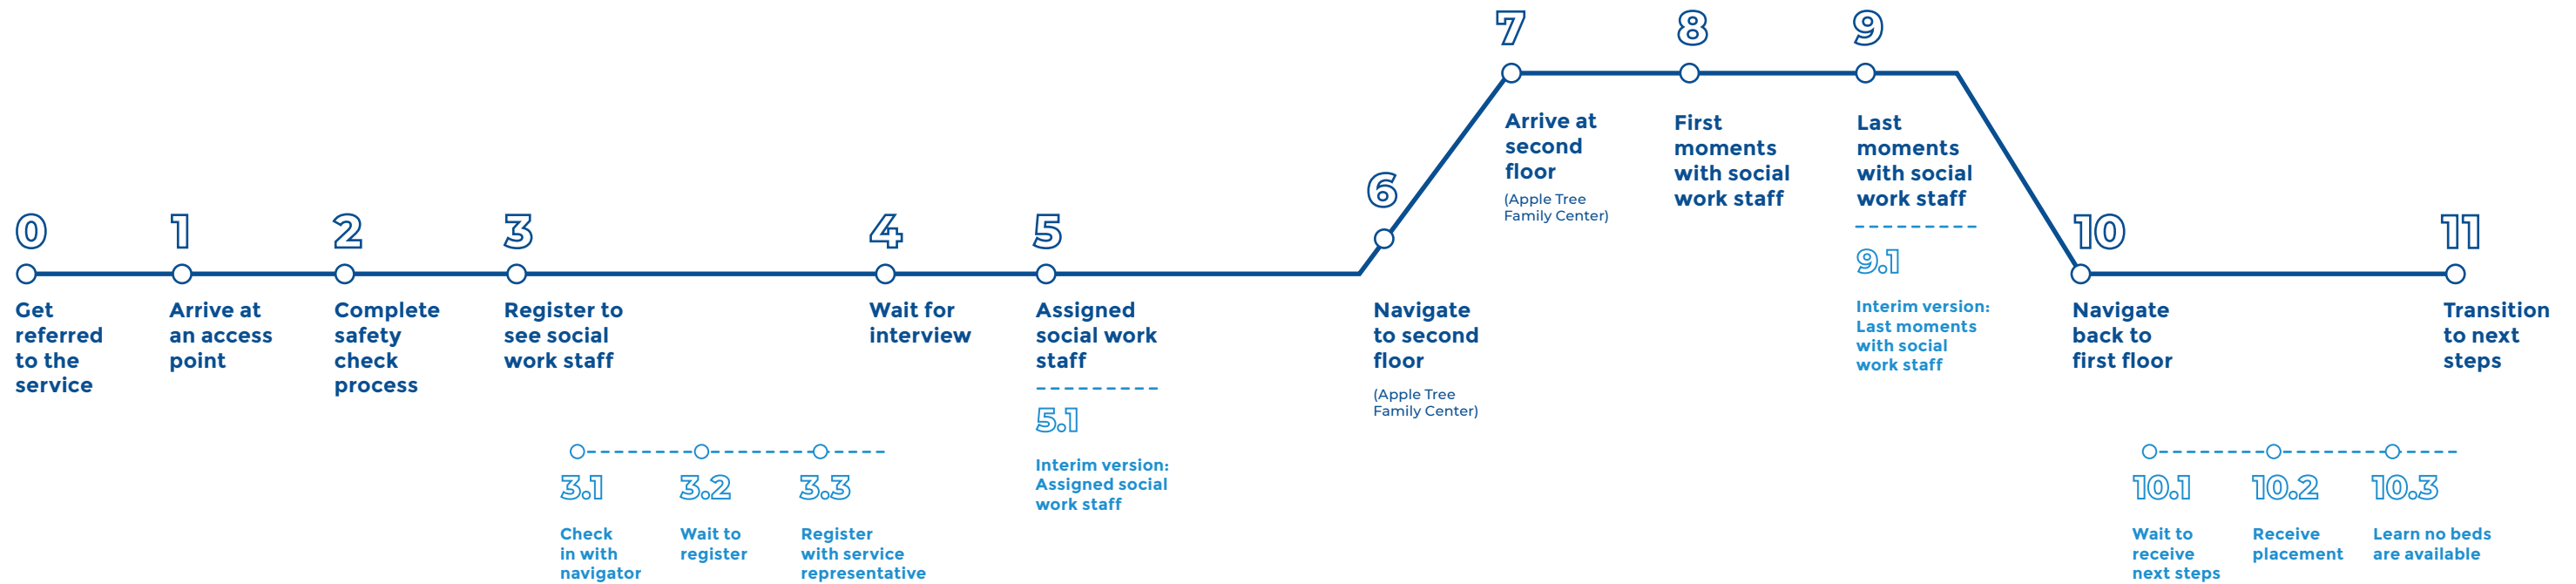 0
Get
referred
to the
service
1
Arrive at
an access
point
2
Complete
safety
check
process
3
Register to
see social
work staff
3.1
Check
in with
navigator
3.2
Wait to
register
3.3
Register
with service
representative
4
Wait for
interview
5
Assigned
social work
staff
5.1
Interim version:
Assigned social
work staff
6
Navigate
to second
floor
(Apple Tree
Family Center)
7
Arrive at
second
floor
(Apple Tree
Family Center)
8
First
moments
with social
work staff
9
Last
moments
with social
work staff
9.1
Interim version:
Last moments
with social
work staff
10
Navigate
back to
first floor
10.1
Wait to
receive
next steps
10.2
Receive
placement
10.3
Learn no beds
are available
11
Transition
to next
steps